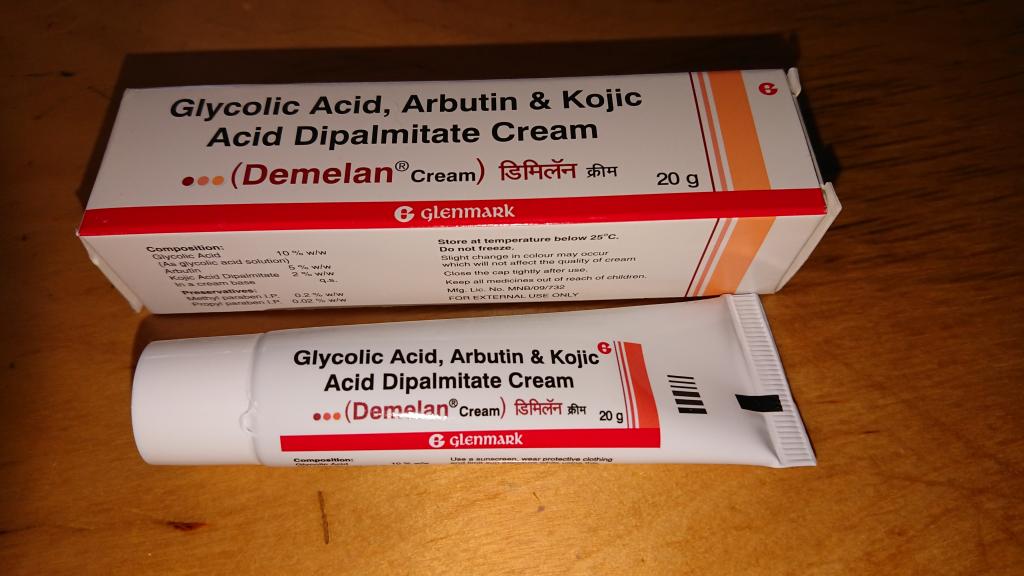 Glycolic Acid, Arbutin & Kojic
Acid Dipalmitate Cream
(Demelan® Cream) डिमिलॅन क्रीम 20 g
GLENMARK
Composition:
Glycolic Acid 10 % w/w
(As glycolic acid solution)
Arbutin 5 % w/w
Kojic Acid Dipalmitate 2 % w/w
In a cream base q.s.
Preservatives:
Methyl paraben I.P. 0.2 % w/w
Propyl paraben I.P. 0.02 % w/w
Store at temperature below 25°C.
Do not freeze.
Slight change in colour may occur
which will not affect the quality of cream
Close the cap tightly after use.
Keep all medicines out of reach of children.
Mfg. Lic. No. MNB/09/732
FOR EXTERNAL USE ONLY
Glycolic Acid, Arbutin & Kojic
Acid Dipalmitate Cream
(Demelan® Cream) डिमिलॅन क्रीम 20 g
GLENMARK
Composition:
Glycolic Acid 10 % w/w
Use a sunscreen, wear protective clothing